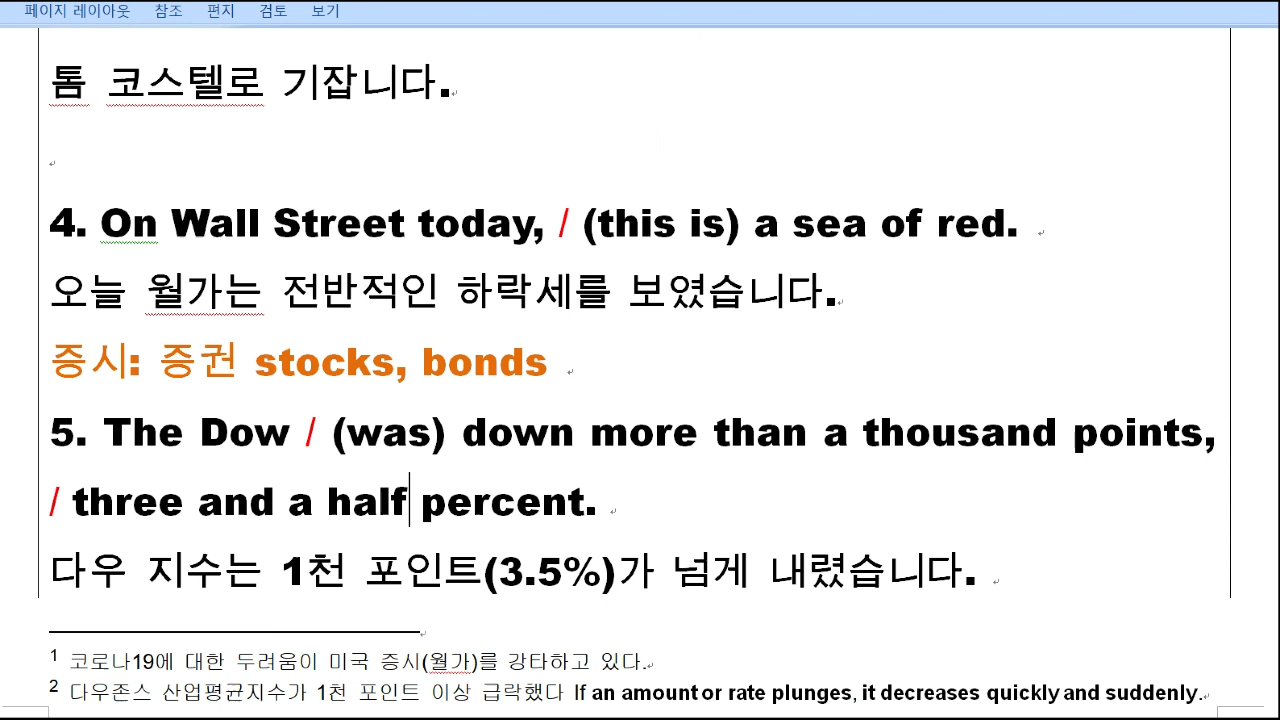 페이지 레이아웃 참조 편지 검토 보기
톰 코스텔로 기잡니다.
4. On Wall Street today, / (this is) a sea of red.
오늘 월가는 전반적인 하락세를 보였습니다.
증시: 증권 stocks, bonds
5. The Dow / (was) down more than a thousand points,
/ three and a half percent.
다우 지수는 1천 포인트(3.5%)가 넘게 내렸습니다.
1 코로나19에 대한 두려움이 미국 증시(월가)를 강타하고 있다.
2 다우존스 산업평균지수가 1천 포인트 이상 급락했다 If an amount or rate plunges, it decreases quickly and suddenly.